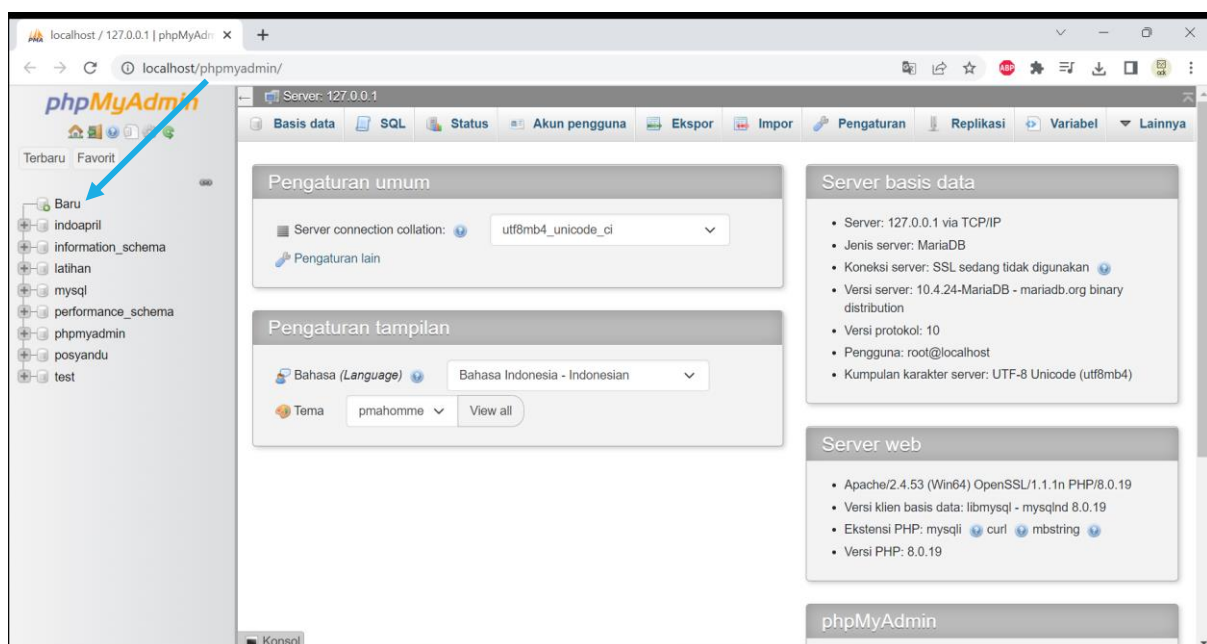 localhost / 127.0.0.1 | phpMyAdm
localhost/phpmyadmin/
ABP
phpMyAdmin
Terbaru Favorit
Baru
indoapril
information_schema
latihan
mysql
performance_schema
phpmyadmin
posyandu
test
Server: 127.0.0.1
Basis data SQL Status Akun pengguna Ekspor Impor Pengaturan Replikasi Variabel Lainnya
Pengaturan umum
Server connection collation: utf8mb4_unicode_ci
Pengaturan lain
Pengaturan tampilan
Bahasa (Language) Bahasa Indonesia - Indonesian
Tema pmahomme View all
Server basis data
• Server: 127.0.0.1 via TCP/IP
• Jenis server: MariaDB
• Koneksi server: SSL sedang tidak digunakan
• Versi server: 10.4.24-MariaDB - mariadb.org binary
distribution
• Versi protokol: 10
• Pengguna: root@localhost
• Kumpulan karakter server: UTF-8 Unicode (utf8mb4)
Server web
• Apache/2.4.53 (Win64) OpenSSL/1.1.1n PHP/8.0.19
• Versi klien basis data: libmysql - mysqlnd 8.0.19
• Ekstensi PHP: mysqli curl mbstring
• Versi PHP: 8.0.19
phpMyAdmin
Konsol